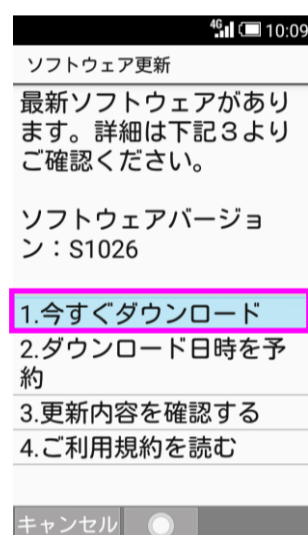 4G 10:09
ソフトウェア更新
最新ソフトウェアがあり
ます。詳細は下記３より
ご確認ください。
ソフトウェアバージョ
ン：S1026
1.今すぐダウンロード
2.ダウンロード日時を予
約
3.更新内容を確認する
4.ご利用規約を読む
キャンセル